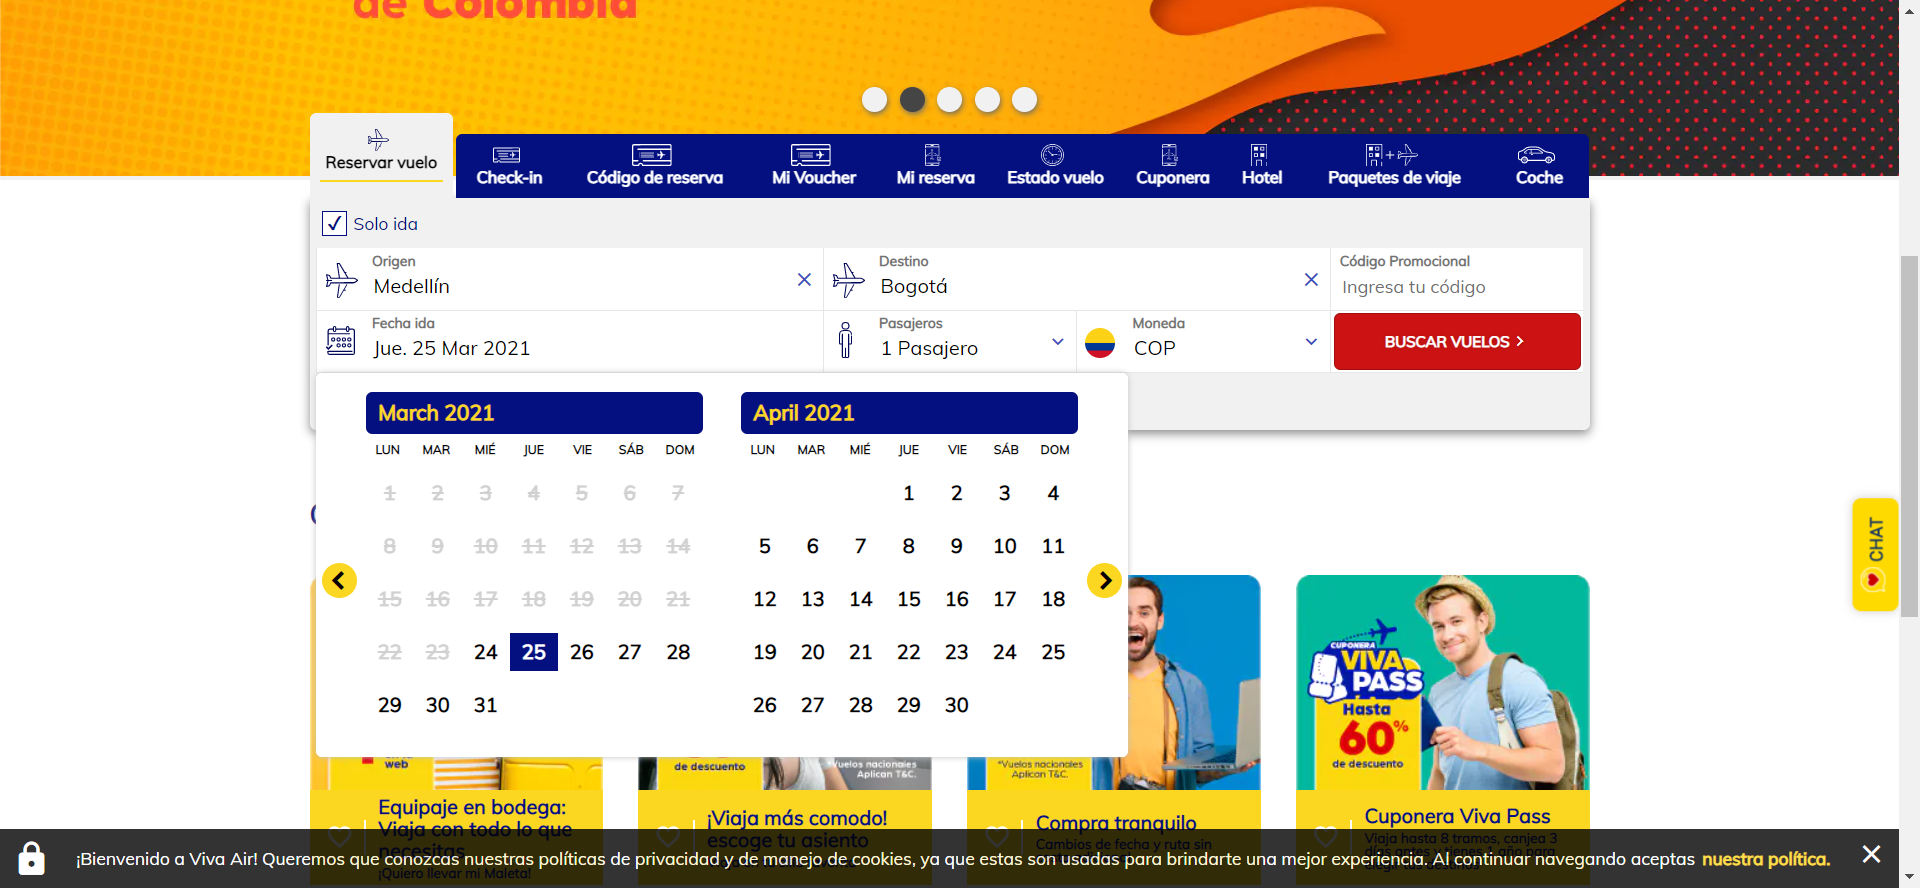 de Colombia
Reservar vuelo
Check-in
Código de reserva
Mi Voucher
Mi reserva
Estado vuelo
Cuponera
Hotel
Paquetes de viaje
Coche
Solo ida
Origen
Medellín
Destino
Bogotá
Código Promocional
Ingresa tu código
Fecha ida
Jue. 25 Mar 2021
Pasajeros
1 Pasajero
Moneda
COP
BUSCAR VUELOS
March 2021
LUN MAR MIÉ JUE VIE SÁB DOM
1 2 3 4 5 6 7
8 9 10 11 12 13 14
15 16 17 18 19 20 21
22 23 24 25 26 27 28
29 30 31
April 2021
LUN MAR MIÉ JUE VIE SÁB DOM
1 2 3 4
5 6 7 8 9 10 11
12 13 14 15 16 17 18
19 20 21 22 23 24 25
26 27 28 29 30
CHAT
web
de descuento
*Vuelos nacionales
Aplican T&C.
*Vuelos nacionales
Aplican T&C.
CUPONERA
VIVA
PASS
Hasta
60%
de descuento
Equipaje en bodega:
Viaja con todo lo que
necesitas
¡Quiero llevar mi Maleta!
¡Viaja más comodo!
escoge tu asiento
Compra tranquilo
Cambios de fecha y ruta sin
Cuponera Viva Pass
Viaja hasta 8 tramos, canjea 3
días antes y tienes 1 año para
elegir tus destinos
¡Bienvenido a Viva Air! Queremos que conozcas nuestras políticas de privacidad y de manejo de cookies, ya que estas son usadas para brindarte una mejor experiencia. Al continuar navegando aceptas nuestra política.